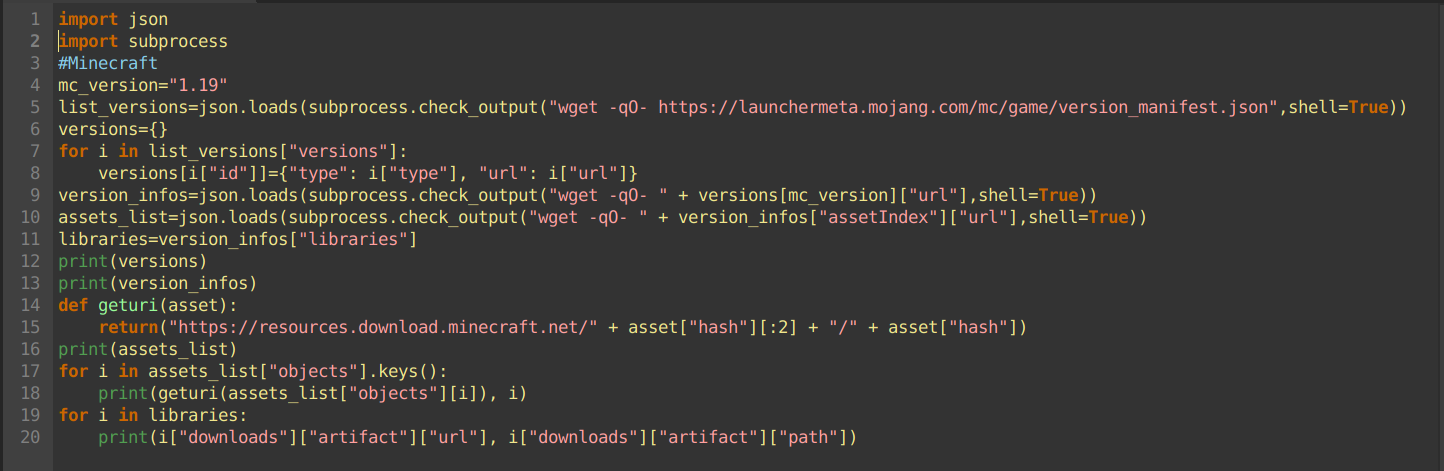 1 import json
2 import subprocess
3 #Minecraft
4 mc_version="1.19"
5 list_versions=json.loads(subprocess.check_output("wget -qO- https://launchermeta.mojang.com/mc/game/version_manifest.json",shell=True))
6 versions={}
7 for i in list_versions["versions"]:
8     versions[i["id"]]={"type": i["type"], "url": i["url"]}
9 version_infos=json.loads(subprocess.check_output("wget -qO- " + versions[mc_version]["url"],shell=True))
10 assets_list=json.loads(subprocess.check_output("wget -qO- " + version_infos["assetIndex"]["url"],shell=True))
11 libraries=version_infos["libraries"]
12 print(versions)
13 print(version_infos)
14 def geturi(asset):
15     return("https://resources.download.minecraft.net/" + asset["hash"][:2] + "/" + asset["hash"])
16 print(assets_list)
17 for i in assets_list["objects"].keys():
18     print(geturi(assets_list["objects"][i]), i)
19 for i in libraries:
20     print(i["downloads"]["artifact"]["url"], i["downloads"]["artifact"]["path"])